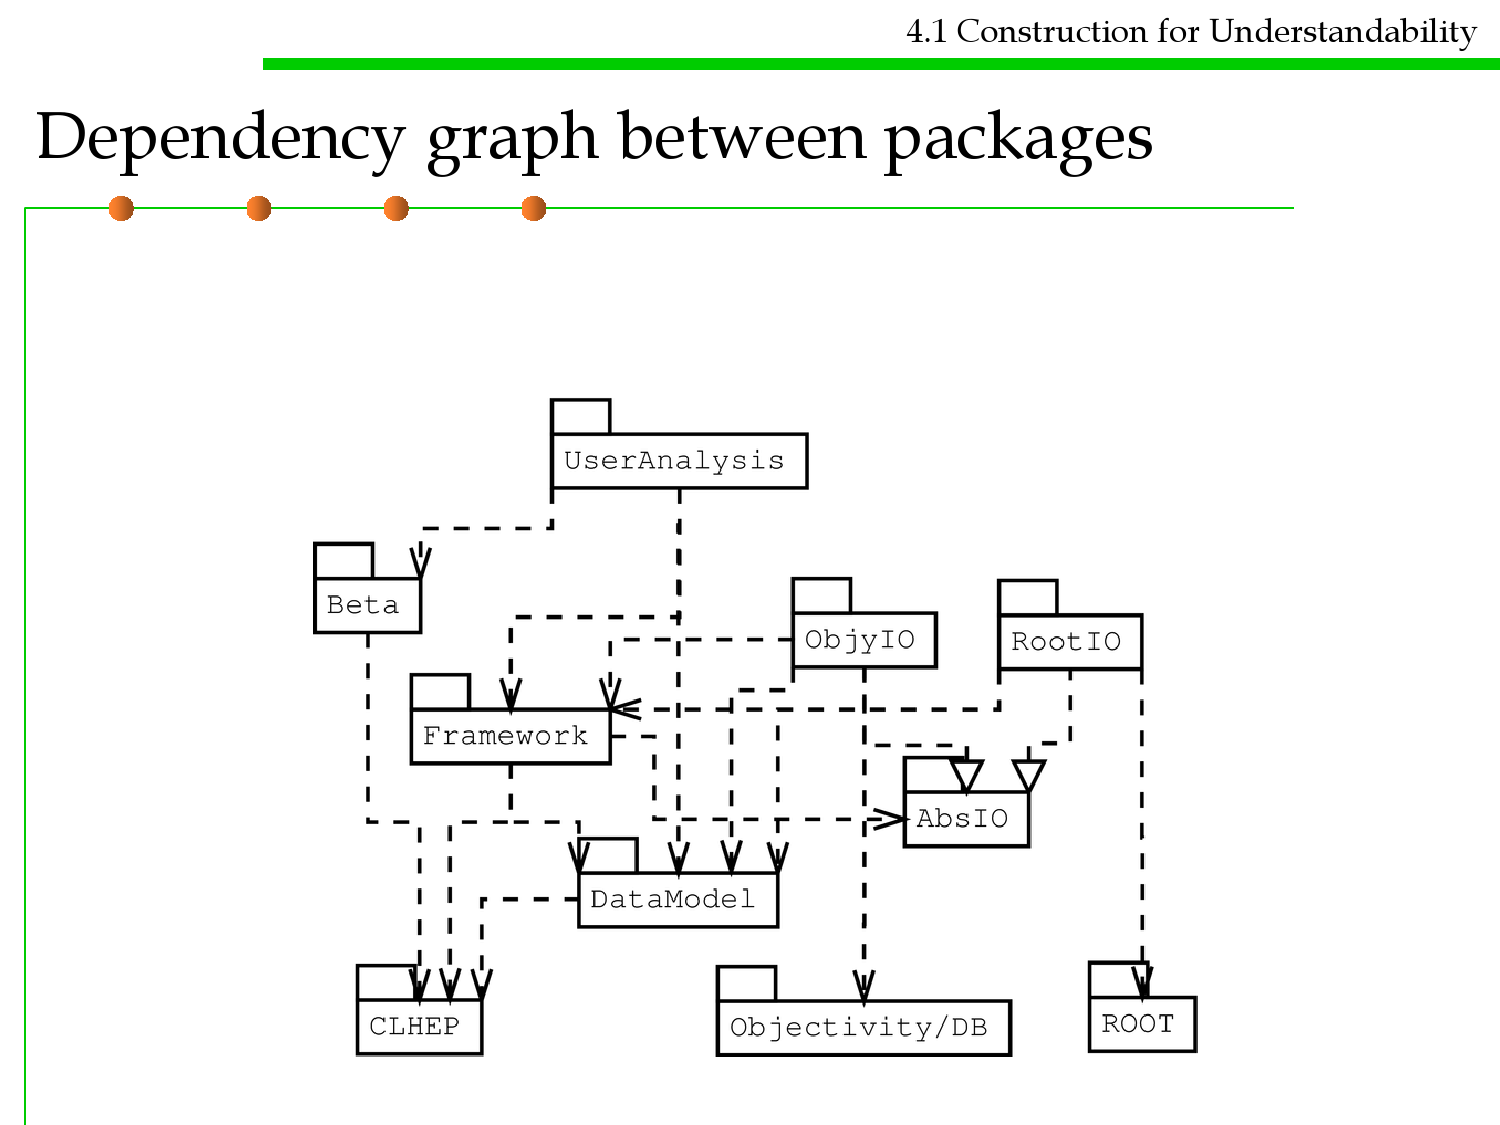 4.1 Construction for Understandability
Dependency graph between packages
UserAnalysis
Beta
ObjyIO
RootIO
Framework
AbsIO
DataModel
CLHEP
Objectivity/DB
ROOT